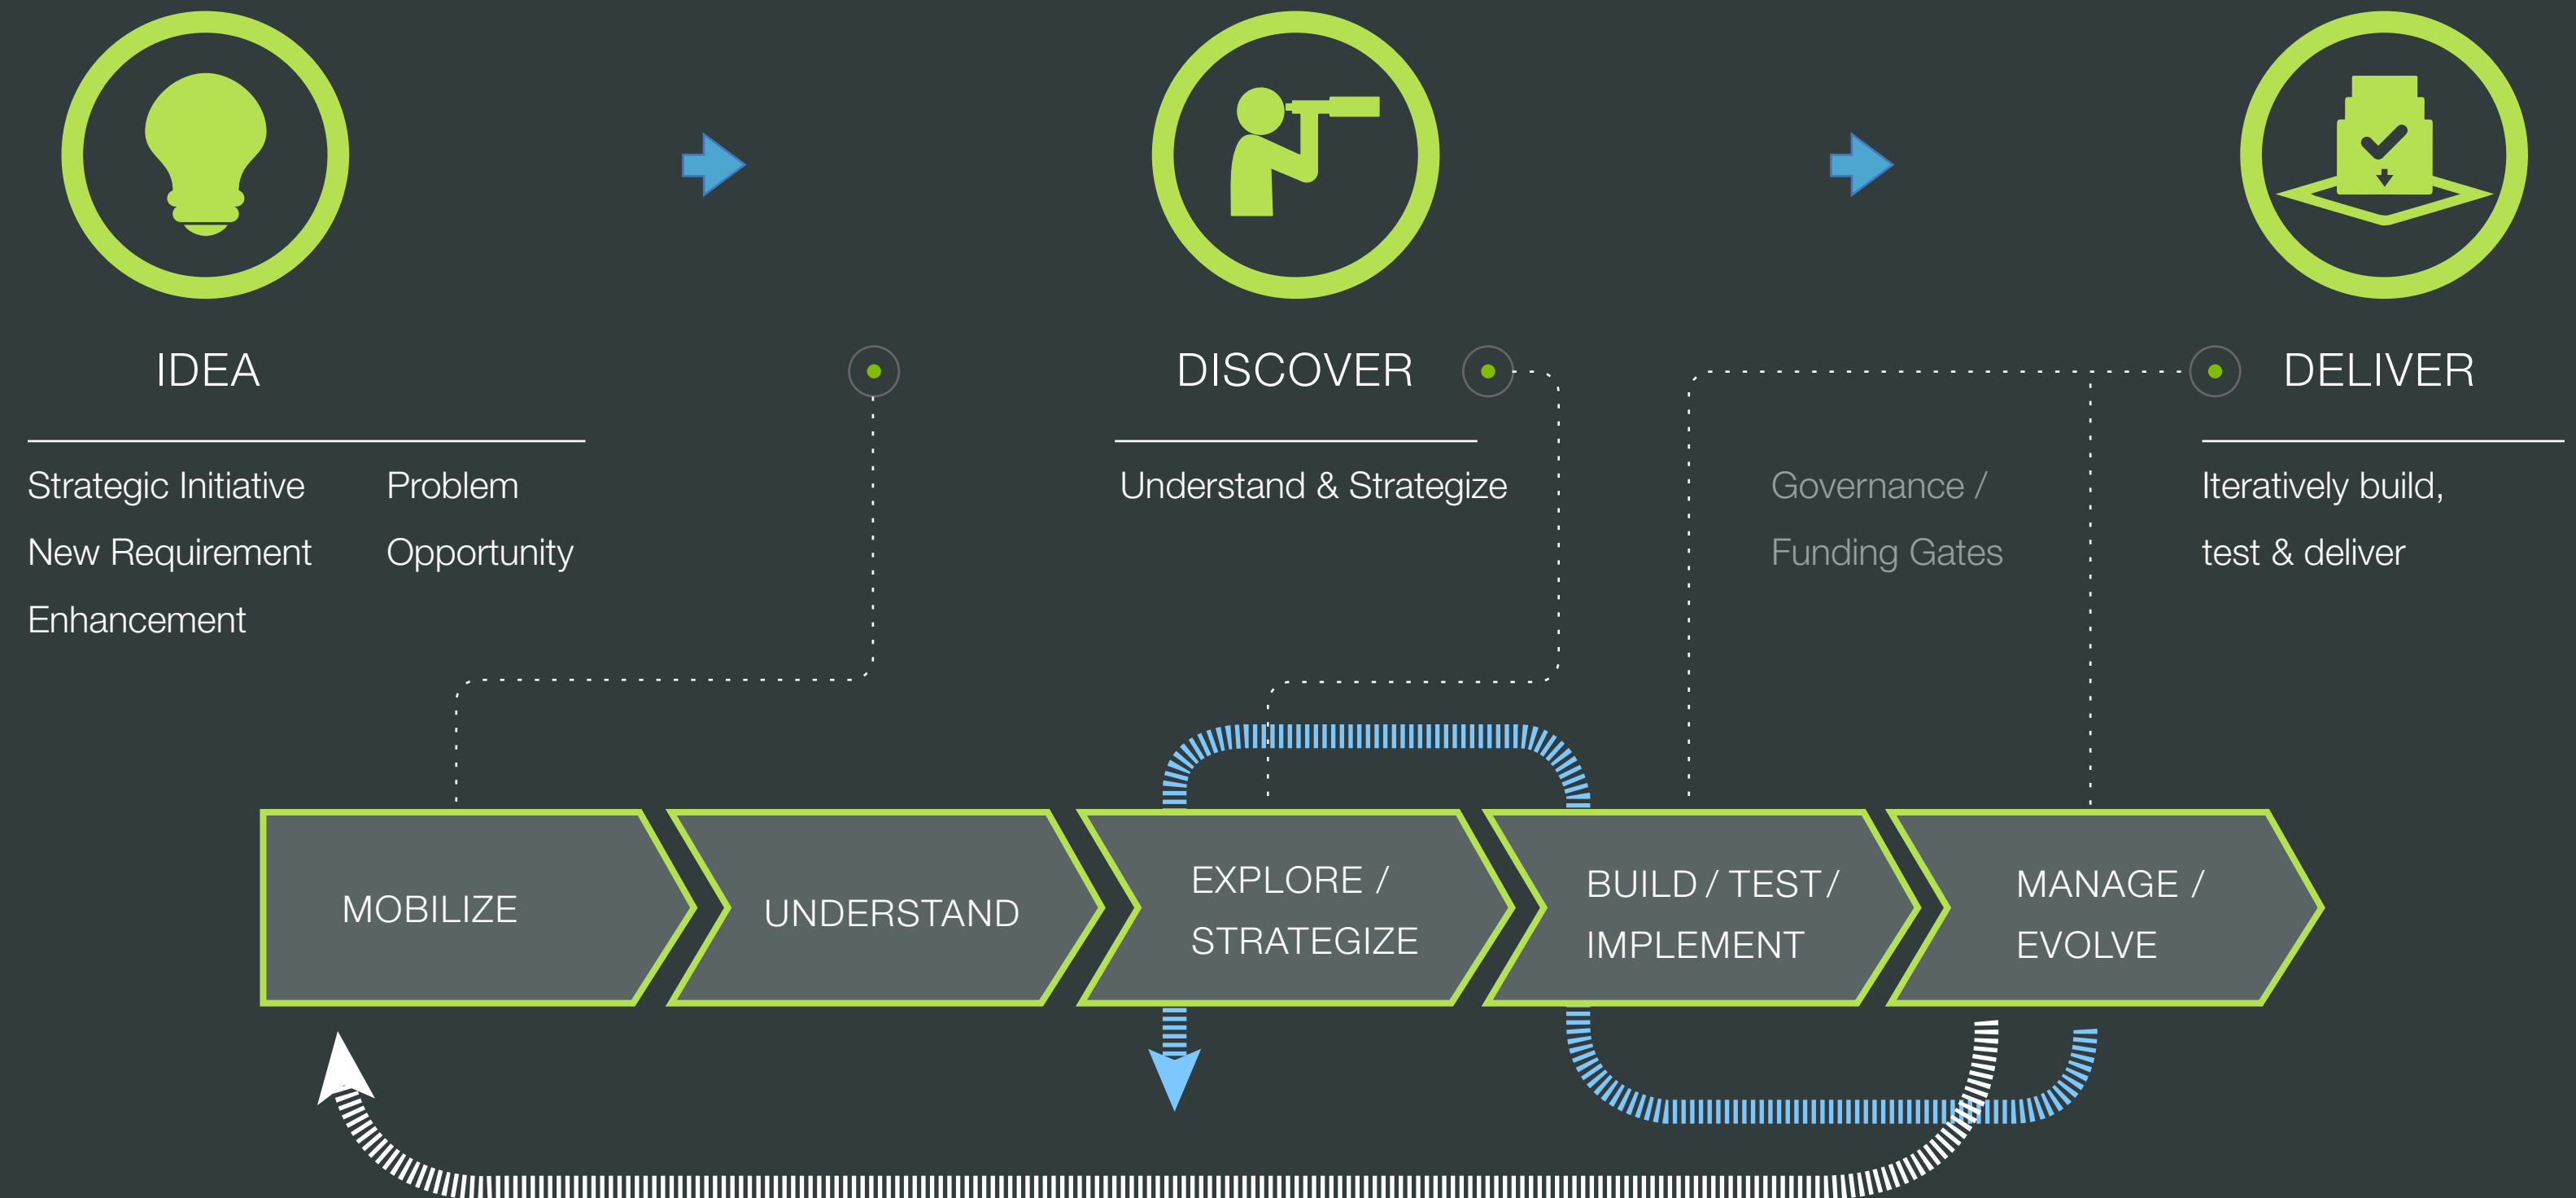 IDEA
Strategic Initiative
New Requirement
Enhancement
Problem
Opportunity
DISCOVER
Understand & Strategize
Governance /
Funding Gates
DELIVER
Iteratively build,
test & deliver
MOBILIZE
UNDERSTAND
EXPLORE /
STRATEGIZE
BUILD / TEST /
IMPLEMENT
MANAGE /
EVOLVE